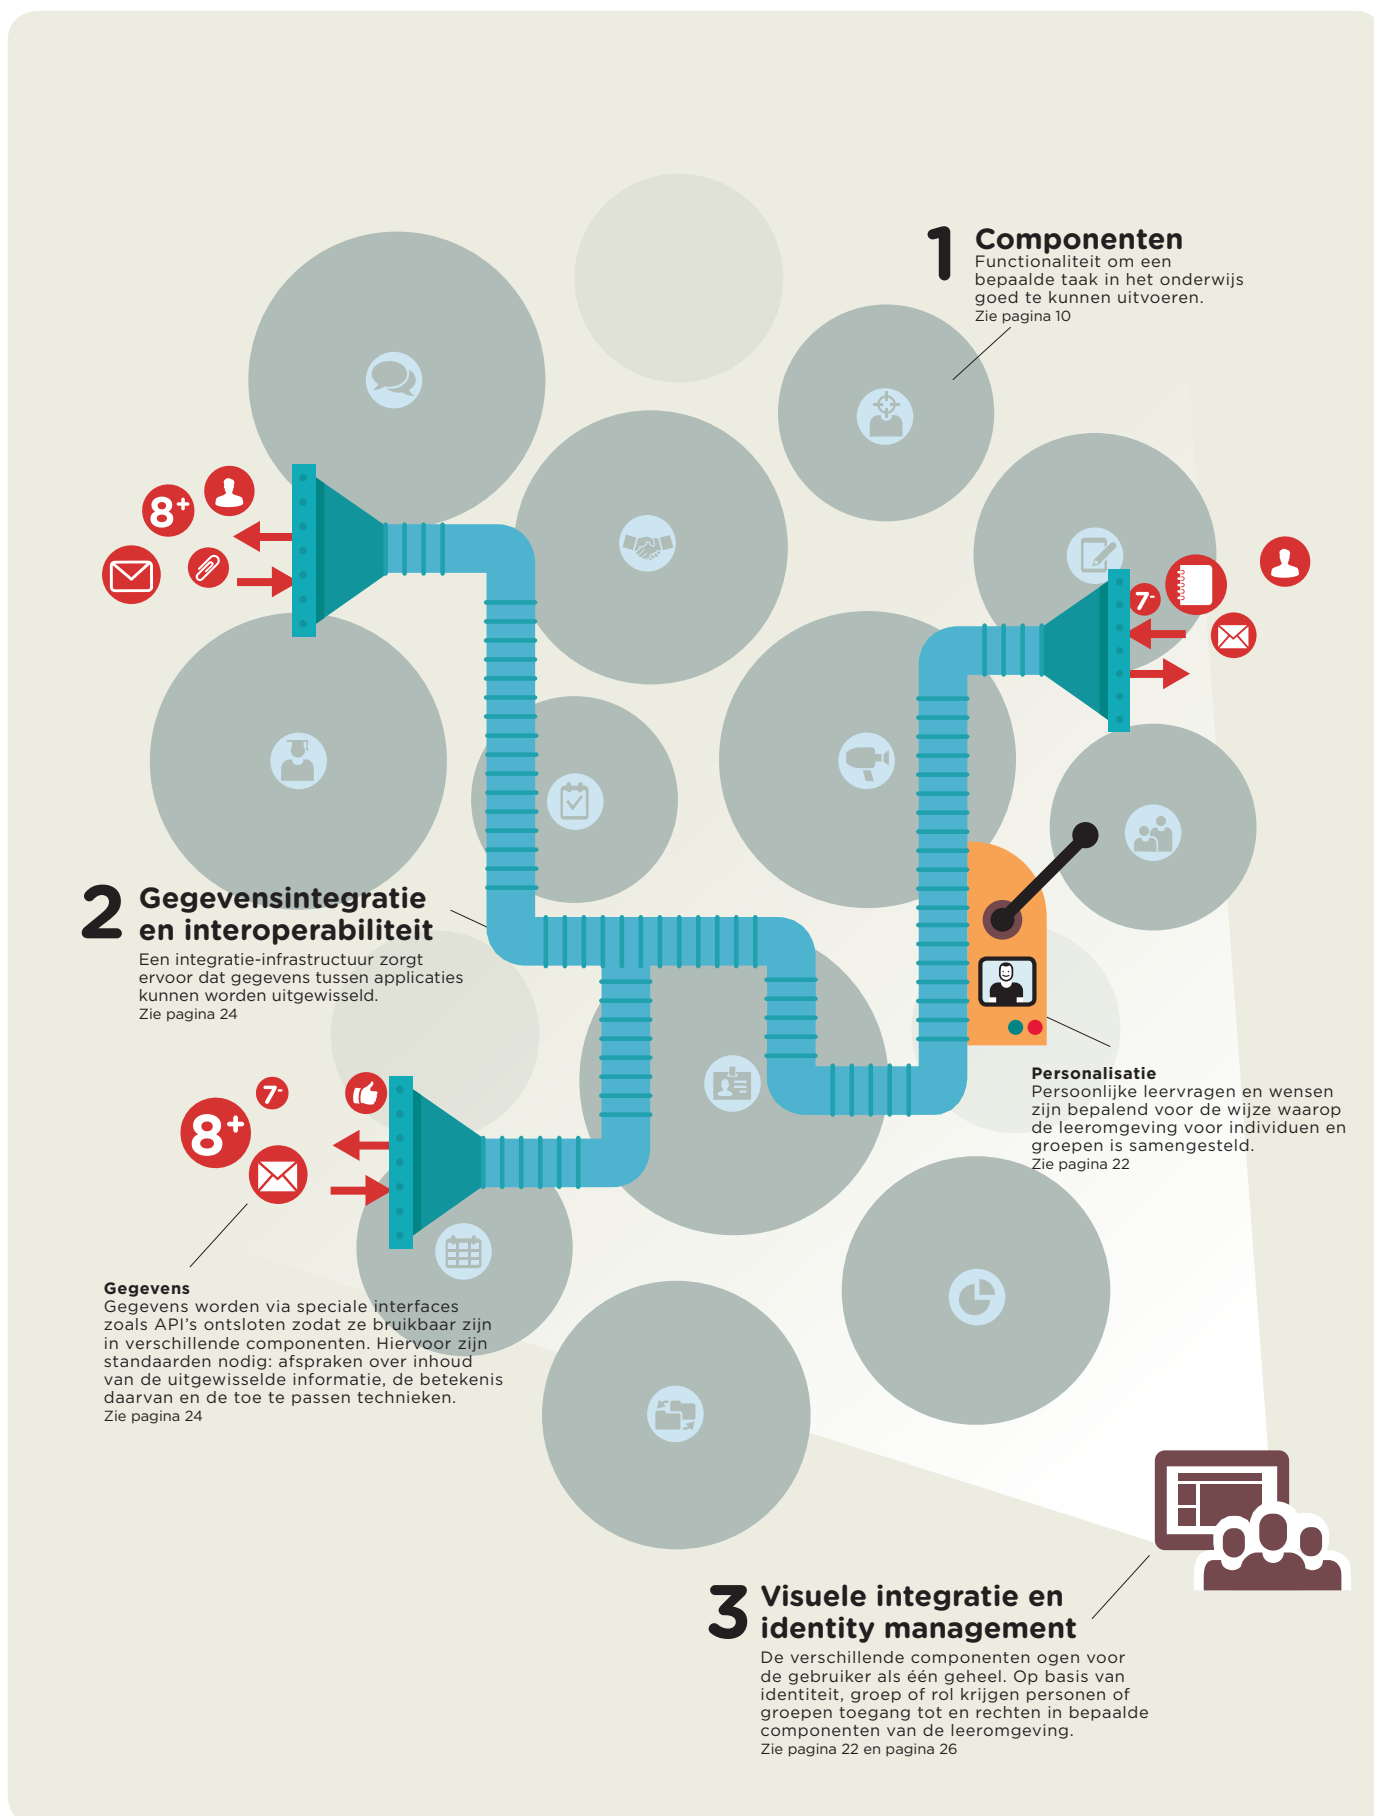 1 Componenten
Functionaliteit om een
bepaalde taak in het onderwijs
goed te kunnen uitvoeren.
Zie pagina 10
8+
7-
2 Gegevensintegratie
en interoperabiliteit
Een integratie-infrastructuur zorgt
ervoor dat gegevens tussen applicaties
kunnen worden uitgewisseld.
Zie pagina 24
Personalisatie
Persoonlijke leervragen en wensen
zijn bepalend voor de wijze waarop
de leeromgeving voor individuen en
groepen is samengesteld.
Zie pagina 22
7-
8+
Gegevens
Gegevens worden via speciale interfaces
zoals API's ontsloten zodat ze bruikbaar zijn
in verschillende componenten. Hiervoor zijn
standaarden nodig: afspraken over inhoud
van de uitgewisselde informatie, de betekenis
daarvan en de toe te passen technieken.
Zie pagina 24
3 Visuele integratie en
identity management
De verschillende componenten ogen voor
de gebruiker als één geheel. Op basis van
identiteit, groep of rol krijgen personen of
groepen toegang tot en rechten in bepaalde
componenten van de leeromgeving.
Zie pagina 22 en pagina 26